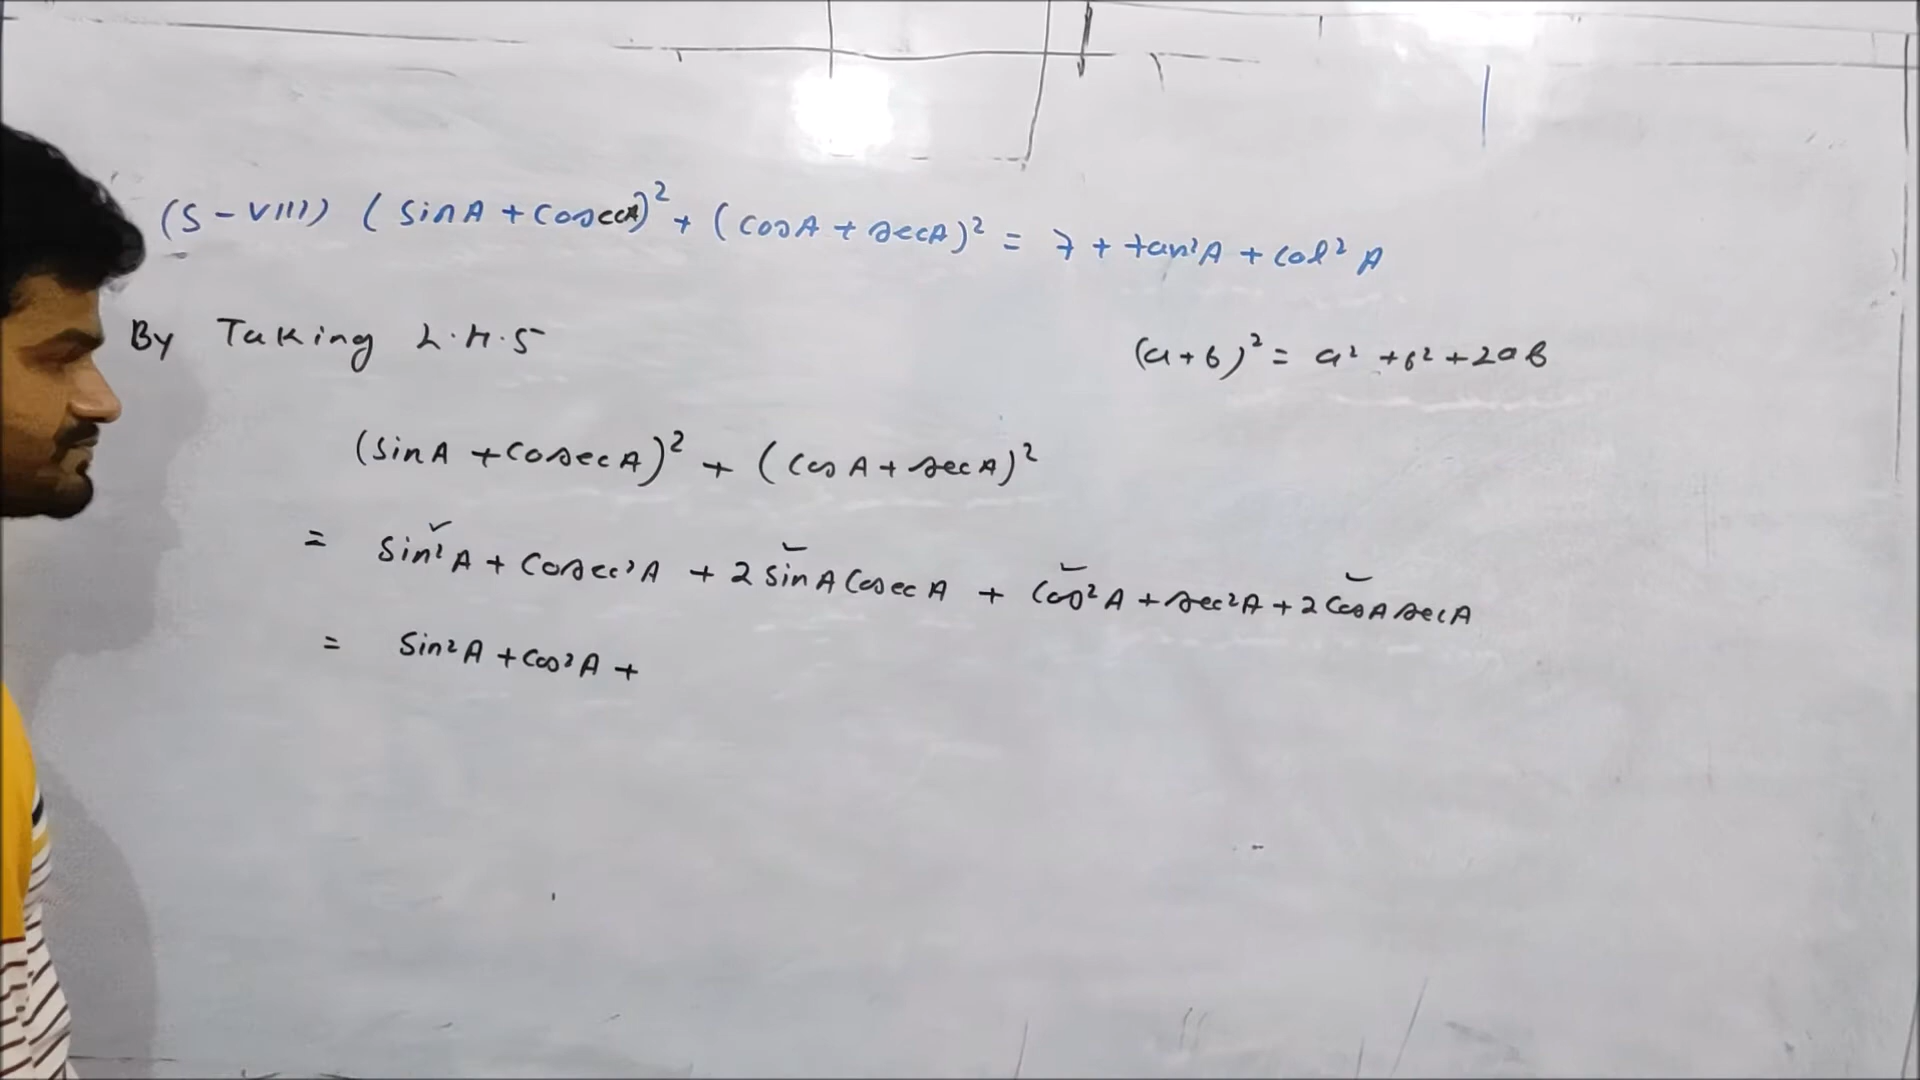 (5-VIII) (sinA + cosecA)² + (cosA + secA)² = 7 + tan²A + cot²A
By Taking L.H.S
(a+b)² = a² + b² + 2ab
(sinA + cosecA)² + (cosA + secA)²
= sin²A + cosec²A + 2 sinA cosecA + cos²A + sec²A + 2 cosA secA
= sin²A + cos²A +